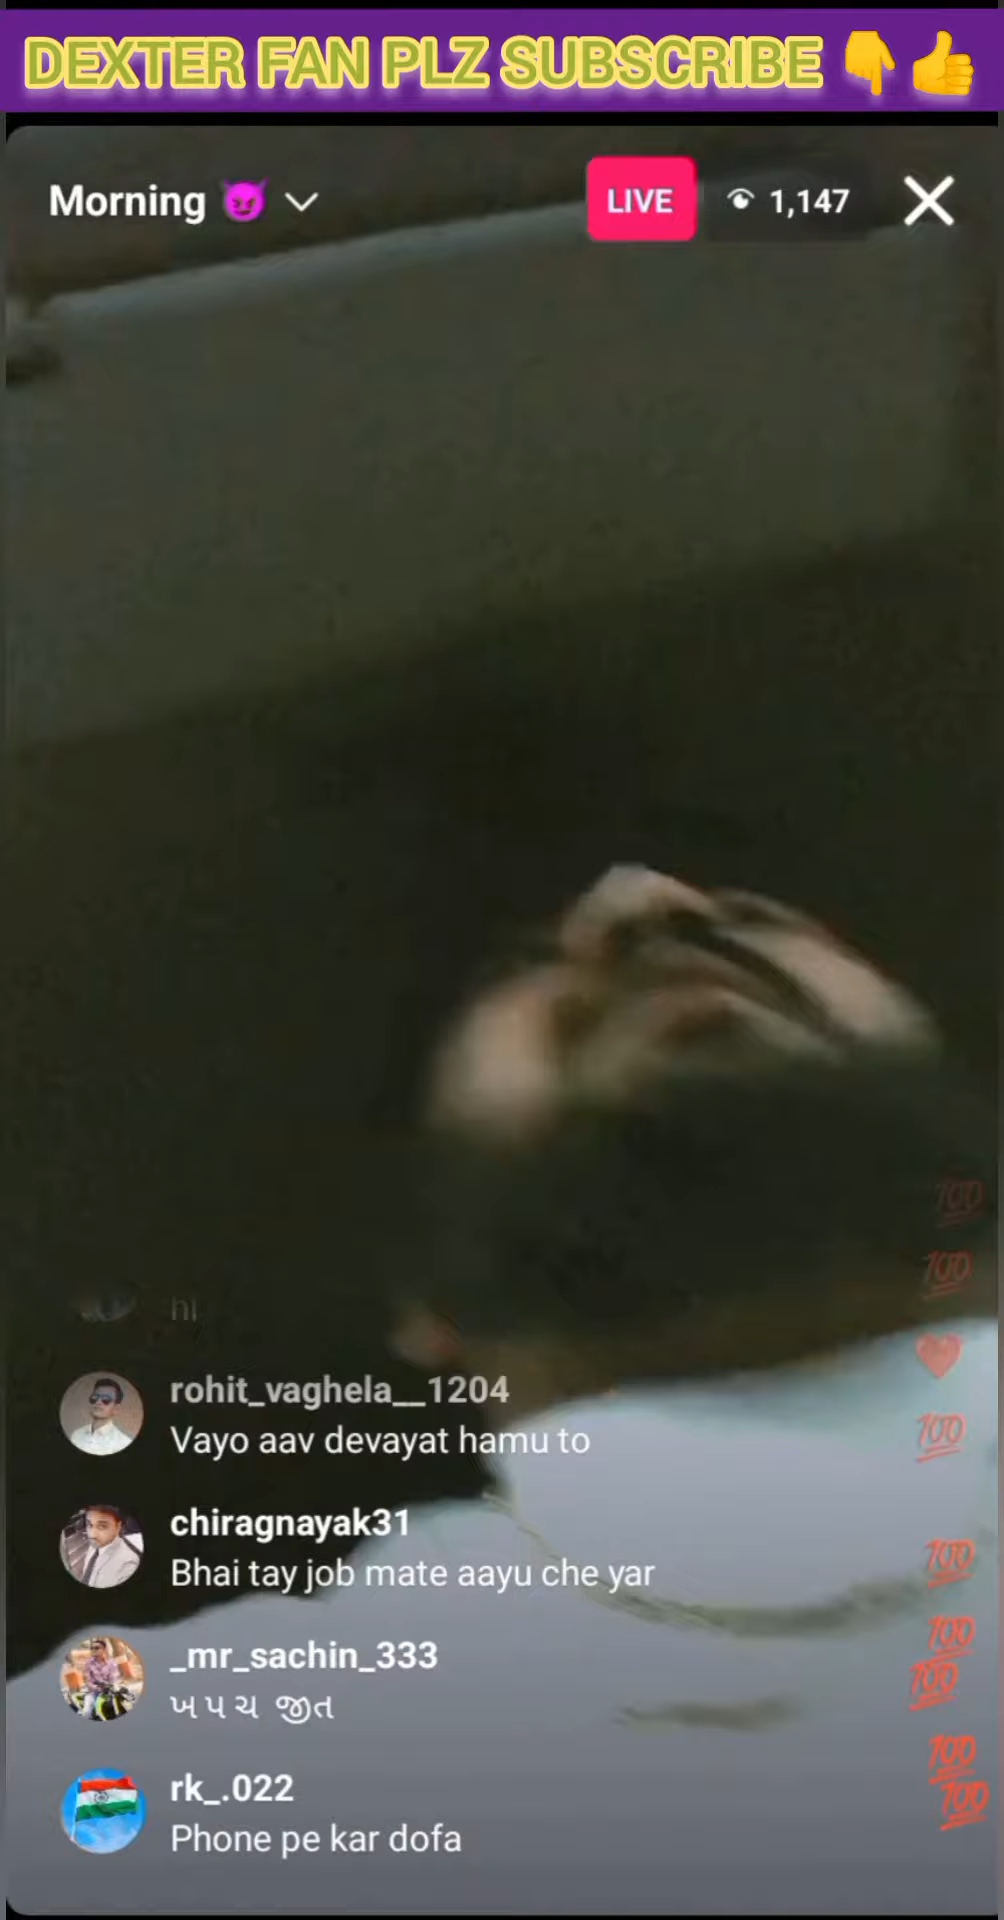 DEXTER FAN PLZ SUBSCRIBE 👇👍
Morning 😈
LIVE
1,147
hi
rohit_vaghela__1204
Vayo aav devayat hamu to
chiragnayak31
Bhai tay job mate aayu che yar
_mr_sachin_333
ખ પ ચ જીત
rk_.022
Phone pe kar dofa
💯
💯
💯
💯
💯
💯
💯
💯